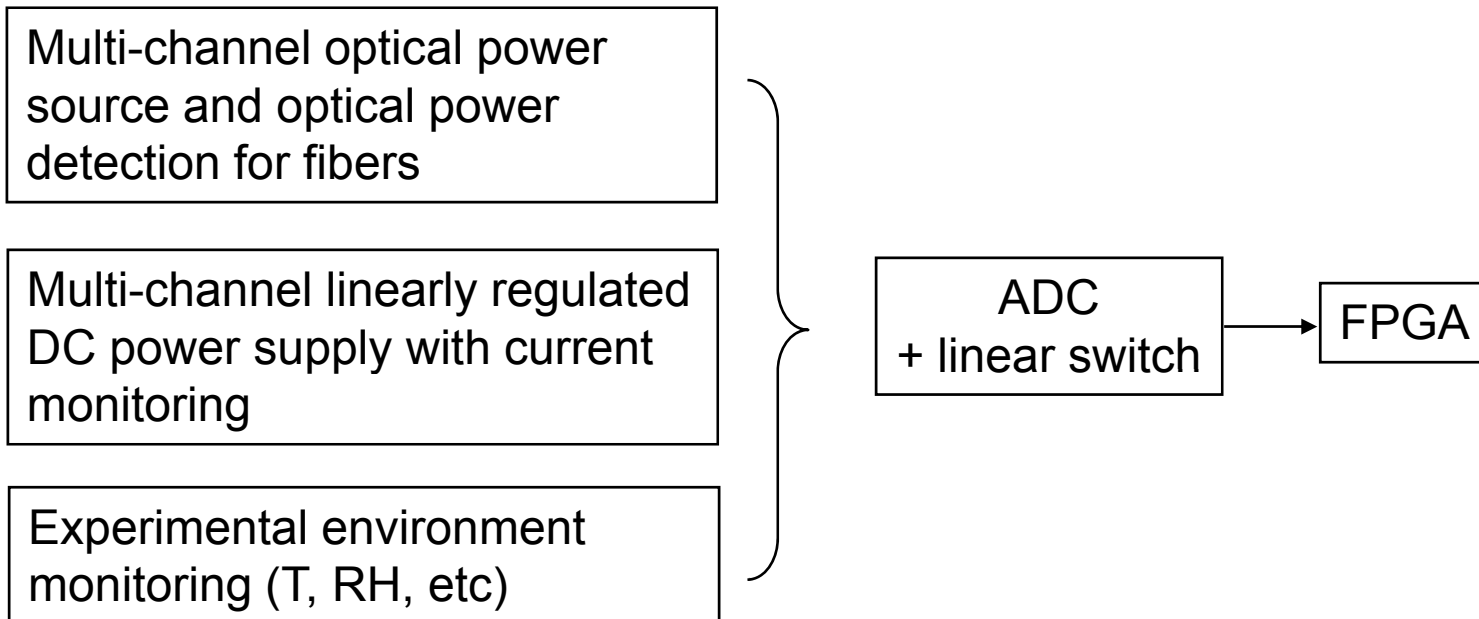 Multi-channel optical power
source and optical power
detection for fibers
Multi-channel linearly regulated
DC power supply with current
monitoring
Experimental environment
monitoring (T, RH, etc)
ADC
+ linear switch
FPGA